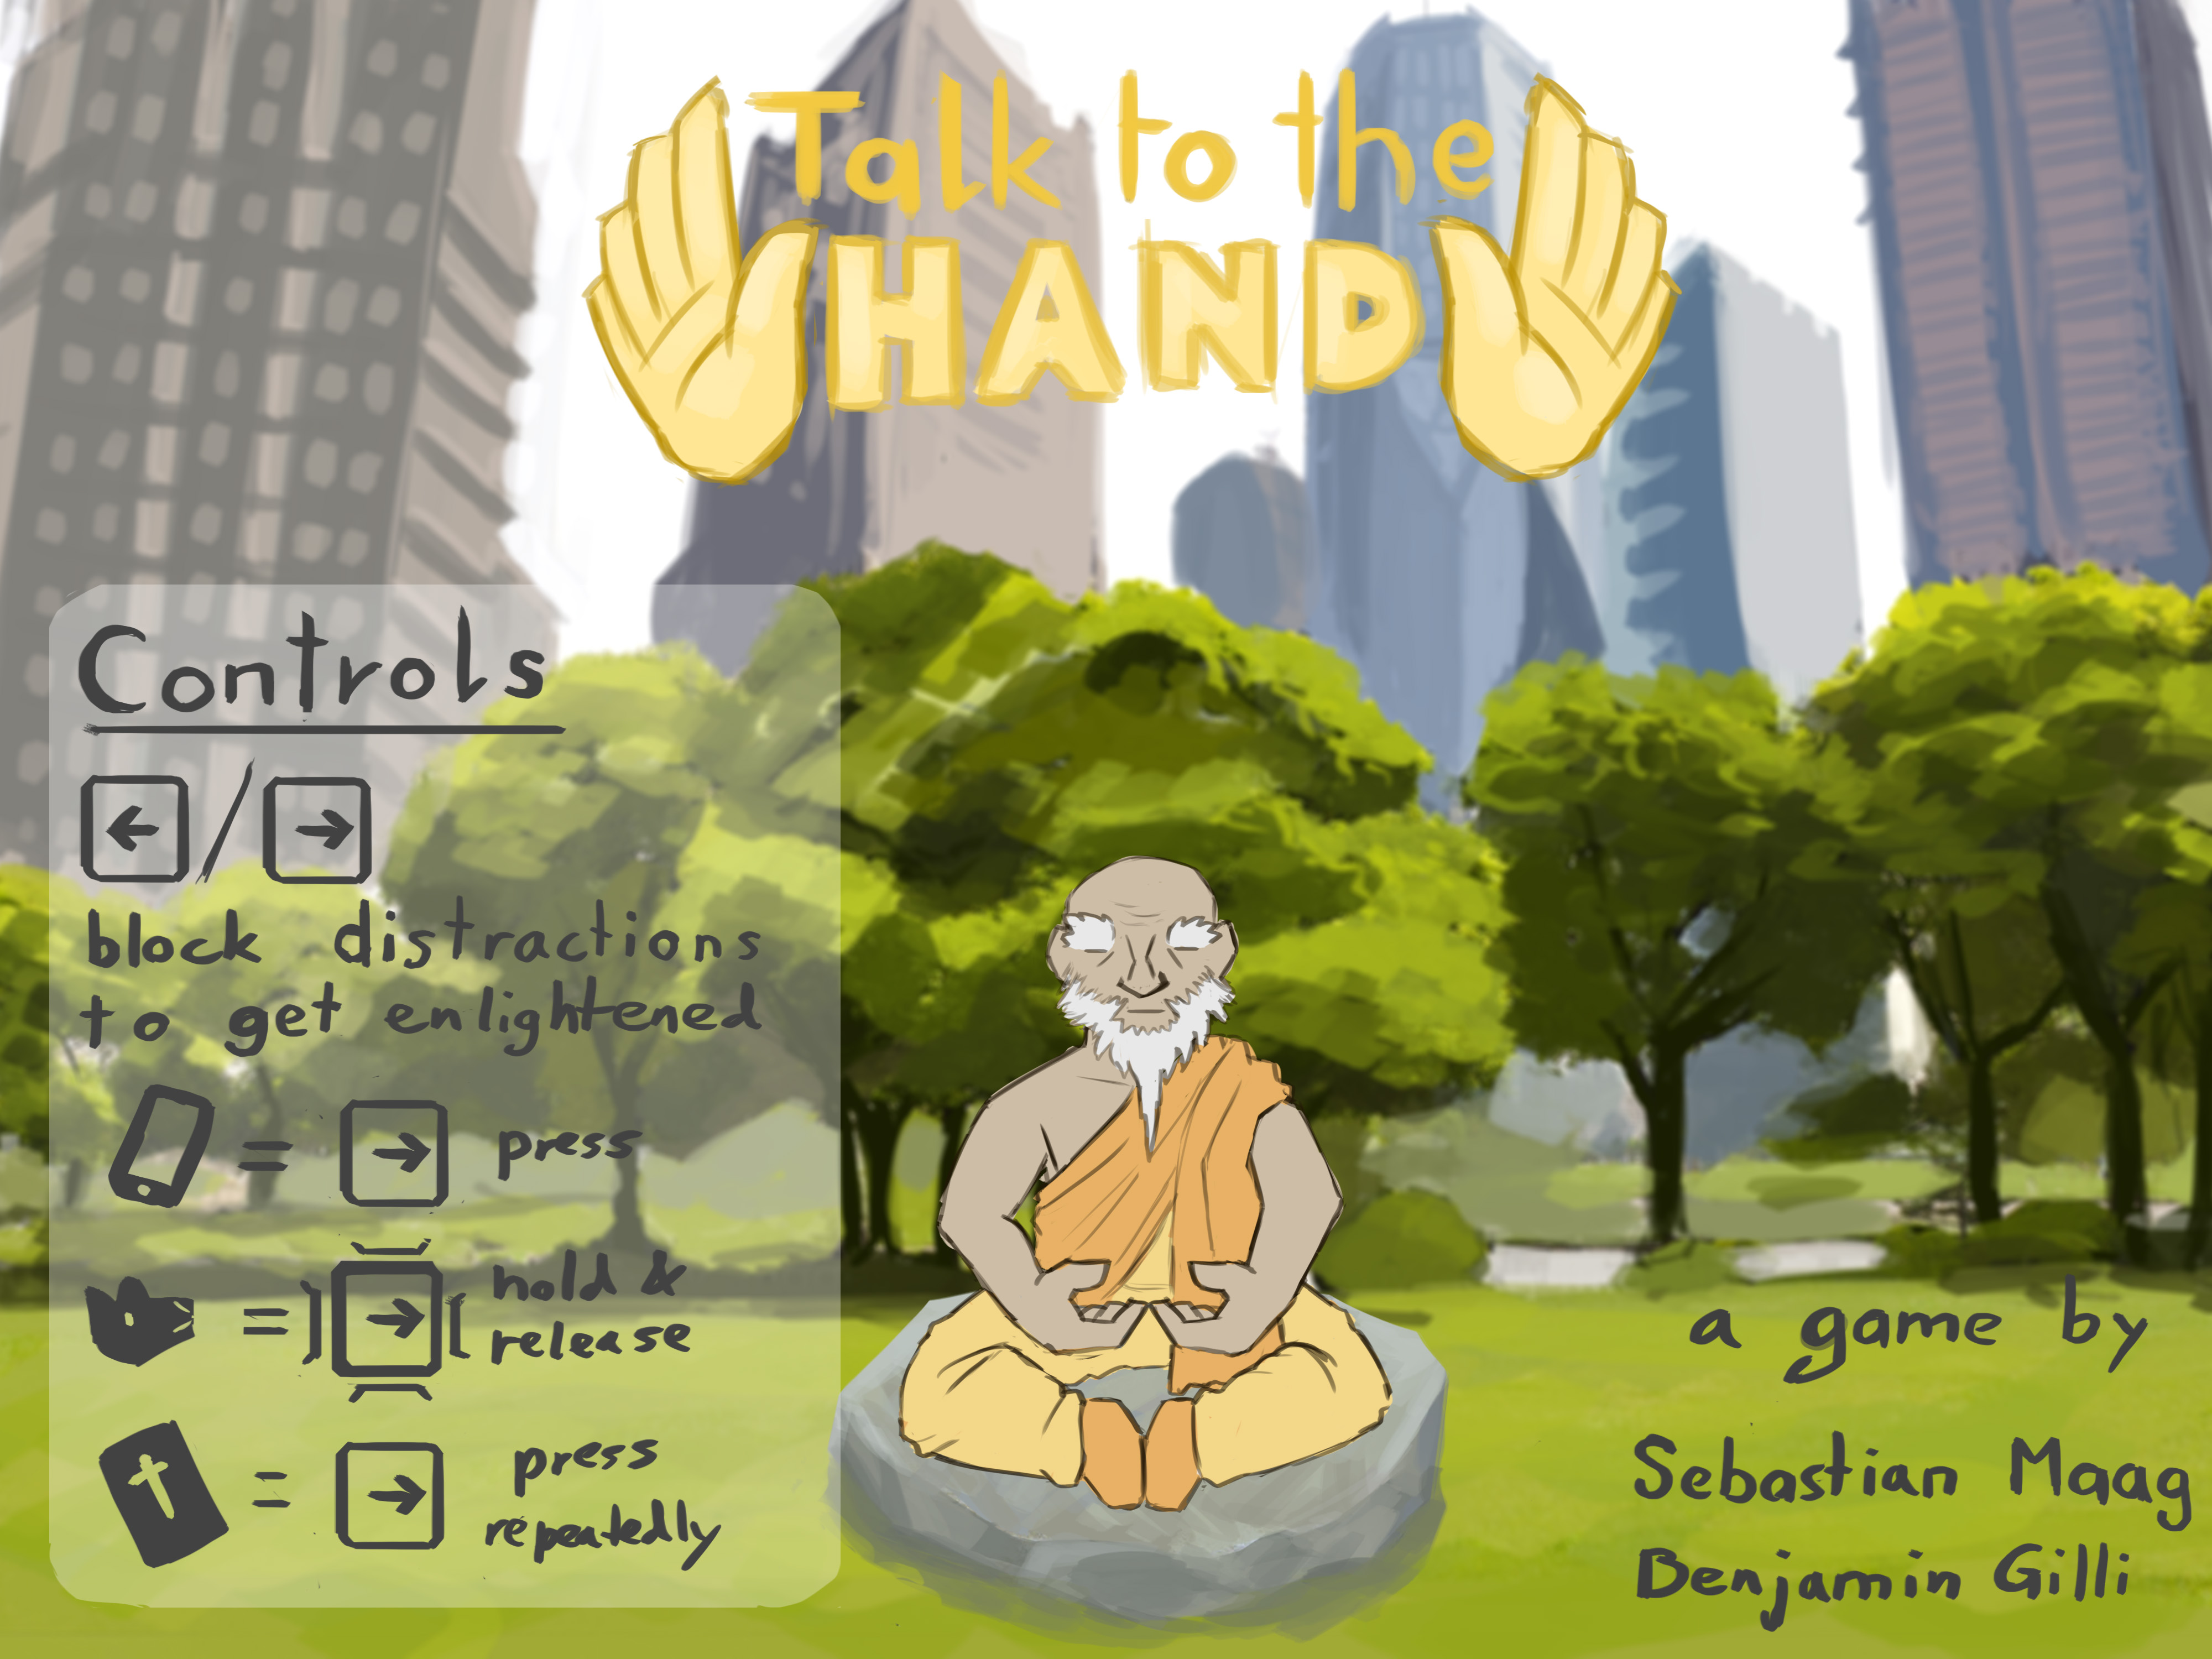 Talk to the
HAND
Controls
← / →
block distractions
to get enlightened
= → press
= → hold &
release
= → press
repeatedly
a game by
Sebastian Maag
Benjamin Gilli